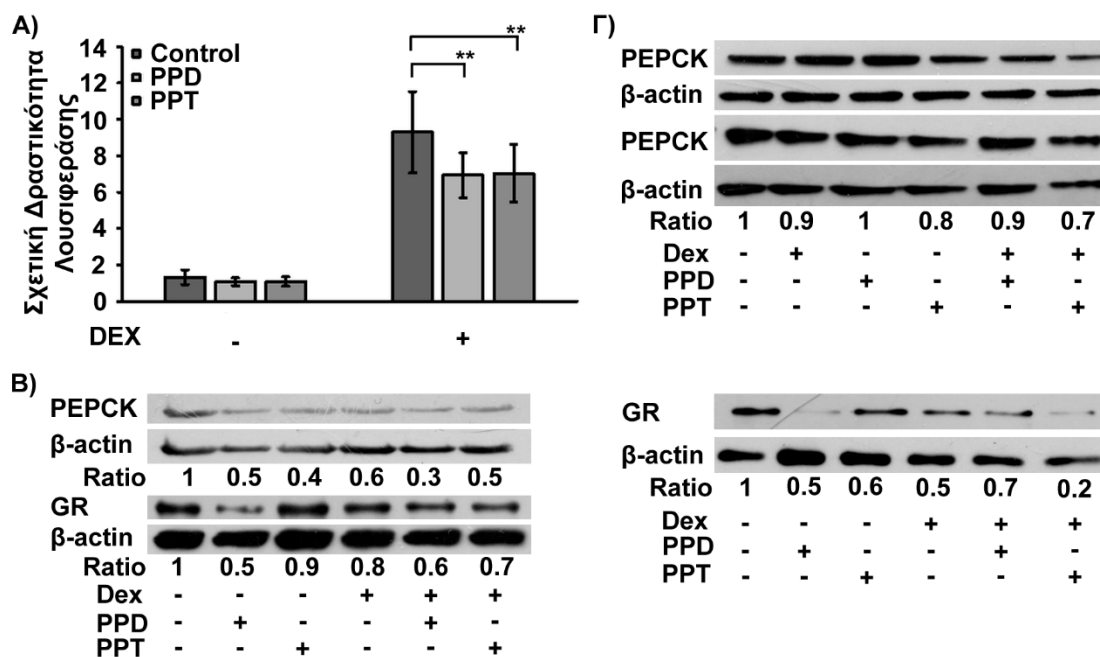 A)
14
12
10
8
6
4
2
0
Σχετική Δραστικότητα
Λουσιφεράσης
Control
PPD
PPT
**
**
DEX - +
B)
PEPCK
β-actin
Ratio 1 0.5 0.4 0.6 0.3 0.5
GR
β-actin
Ratio 1 0.5 0.9 0.8 0.6 0.7
Dex - - - + + +
PPD - + - - + -
PPT - - + - - +
Γ)
PEPCK
β-actin
PEPCK
β-actin
Ratio 1 0.9 1 0.8 0.9 0.7
Dex - + - - + +
PPD - - + - + -
PPT - - - + - +
GR
β-actin
Ratio 1 0.5 0.6 0.5 0.7 0.2
Dex - - - + + +
PPD - + - - + -
PPT - - + - - +